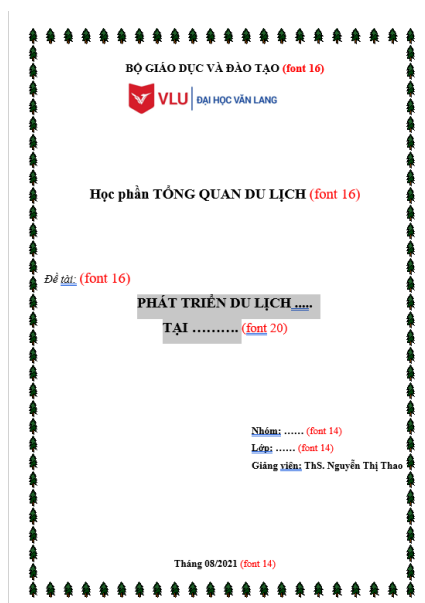 BỘ GIÁO DỤC VÀ ĐÀO TẠO (font 16)
VLU ĐẠI HỌC VĂN LANG
Học phần TỔNG QUAN DU LỊCH (font 16)
Đề tài: (font 16)
PHÁT TRIỂN DU LỊCH .....
TẠI ………. (font 20)
Nhóm: …… (font 14)
Lớp: …… (font 14)
Giảng viên: ThS. Nguyễn Thị Thao
Tháng 08/2021 (font 14)